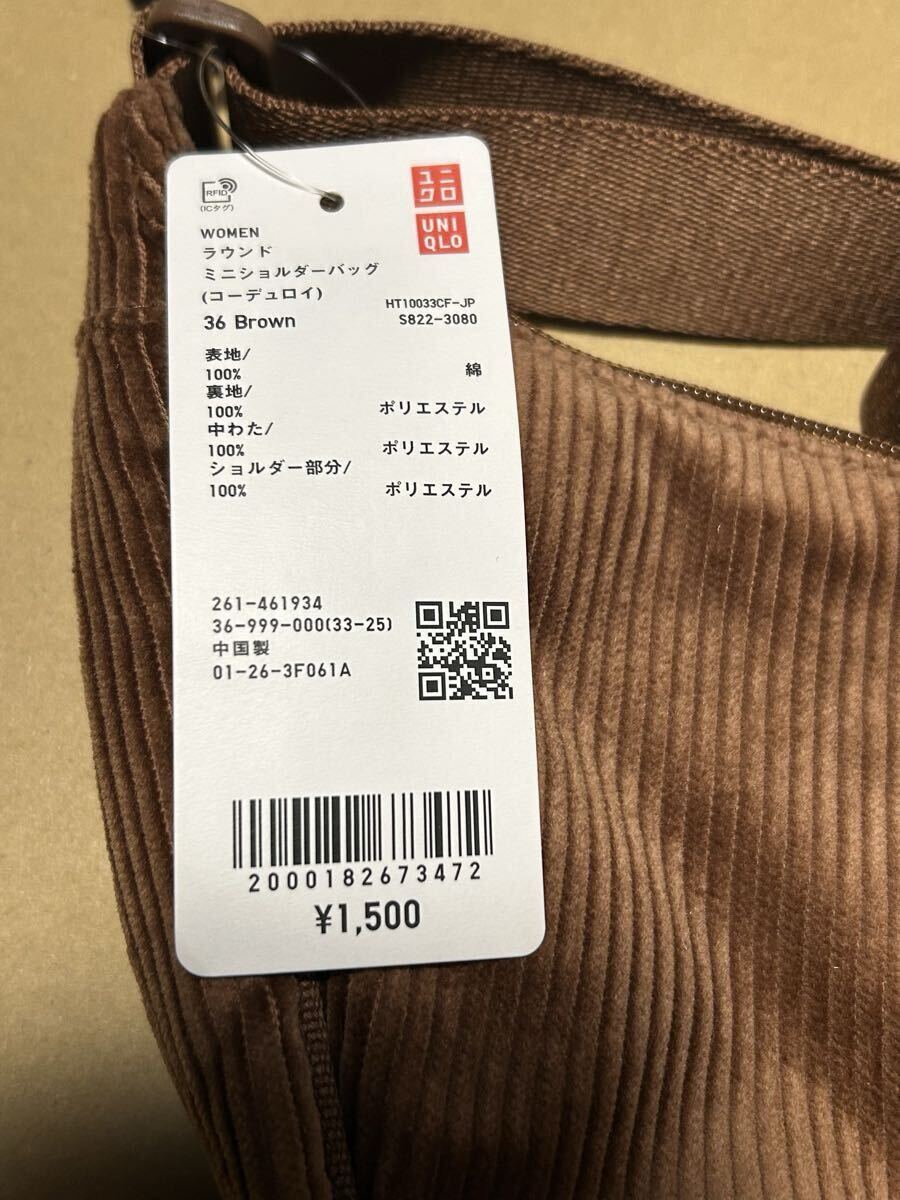 RFID
(ICタグ)
ユニ
クロ
UNI
QLO
WOMEN
ラウンド
ミニショルダーバッグ
(コーデュロイ)
36 Brown
HT10033CF-JP
S822-3080
表地/
100% 綿
裏地/
100% ポリエステル
中わた/
100% ポリエステル
ショルダー部分/
100% ポリエステル
261-461934
36-999-000(33-25)
中国製
01-26-3F061A
2000182673472
¥1,500